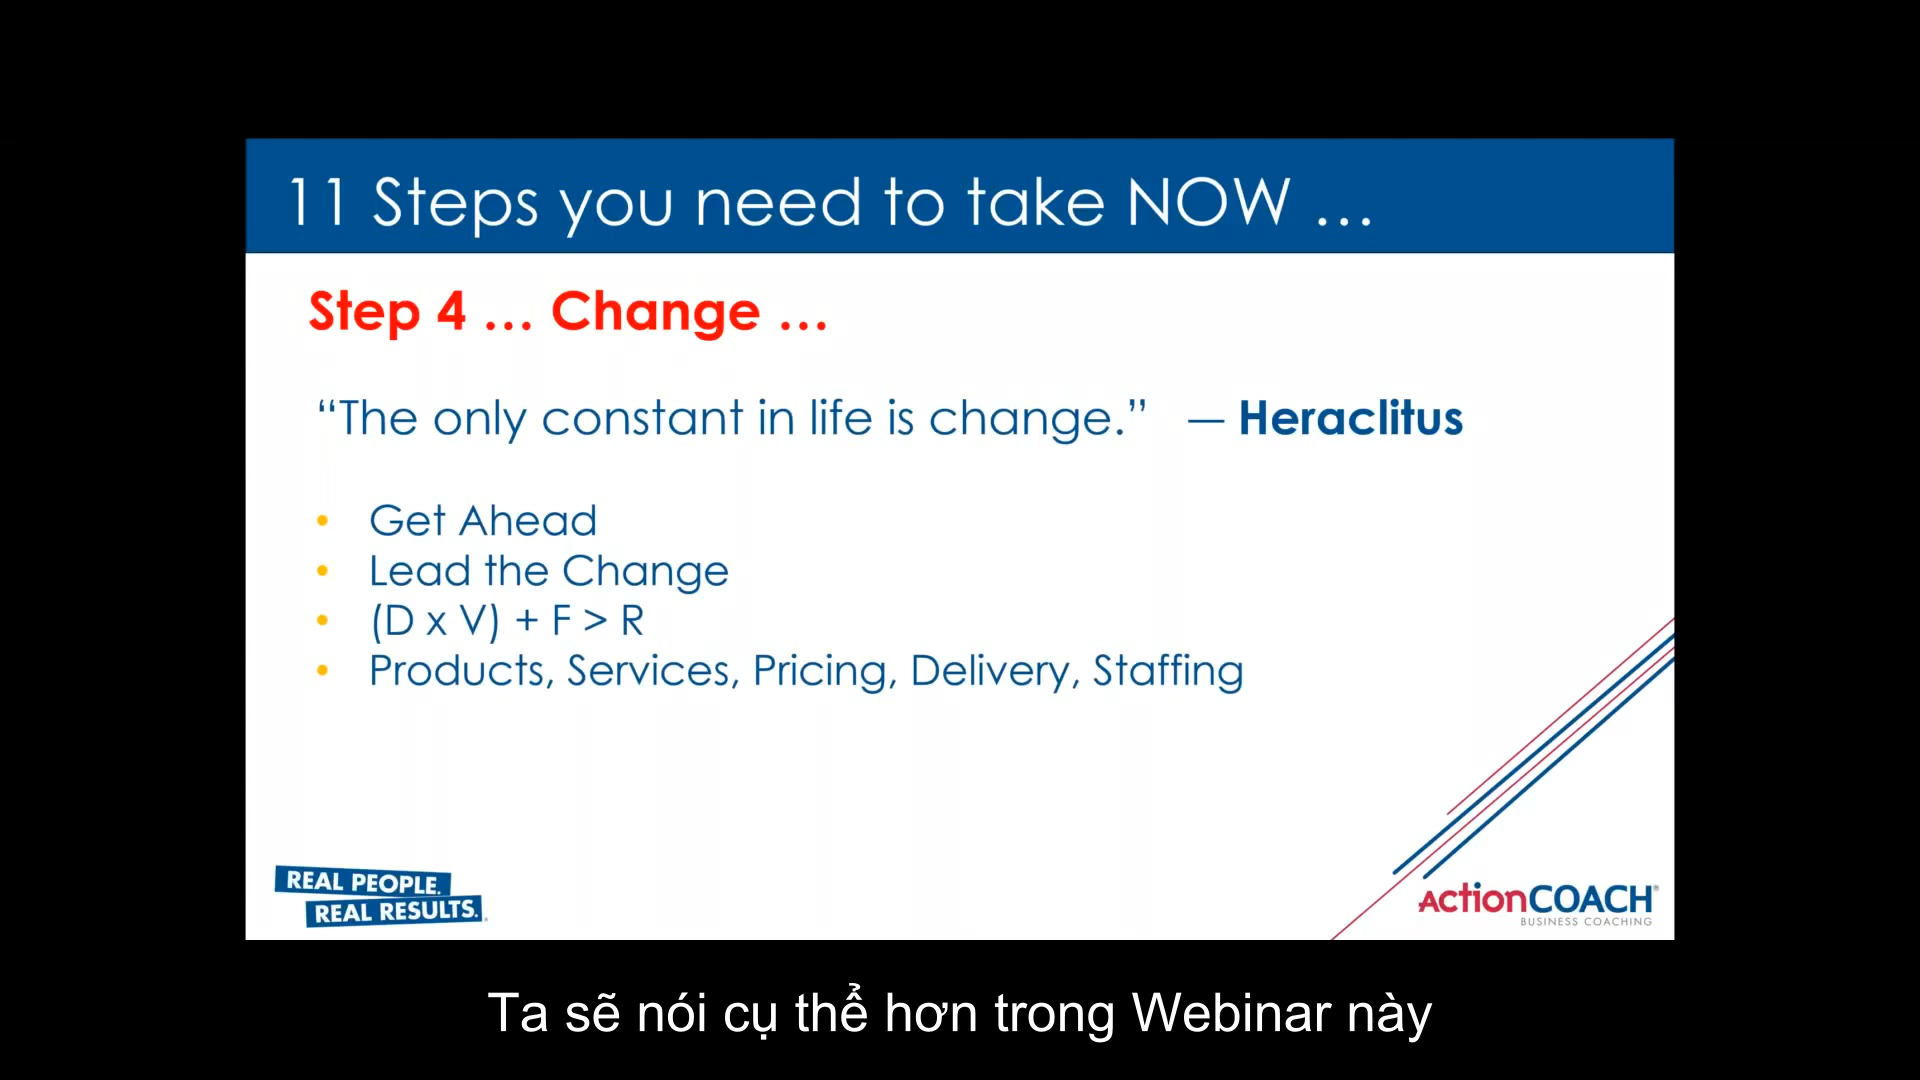 11 Steps you need to take NOW ...
Step 4 ... Change ...
“The only constant in life is change.” — Heraclitus
• Get Ahead
• Lead the Change
• (D x V) + F > R
• Products, Services, Pricing, Delivery, Staffing
REAL PEOPLE.
REAL RESULTS.
ActionCOACH®
BUSINESS COACHING
Ta sẽ nói cụ thể hơn trong Webinar này